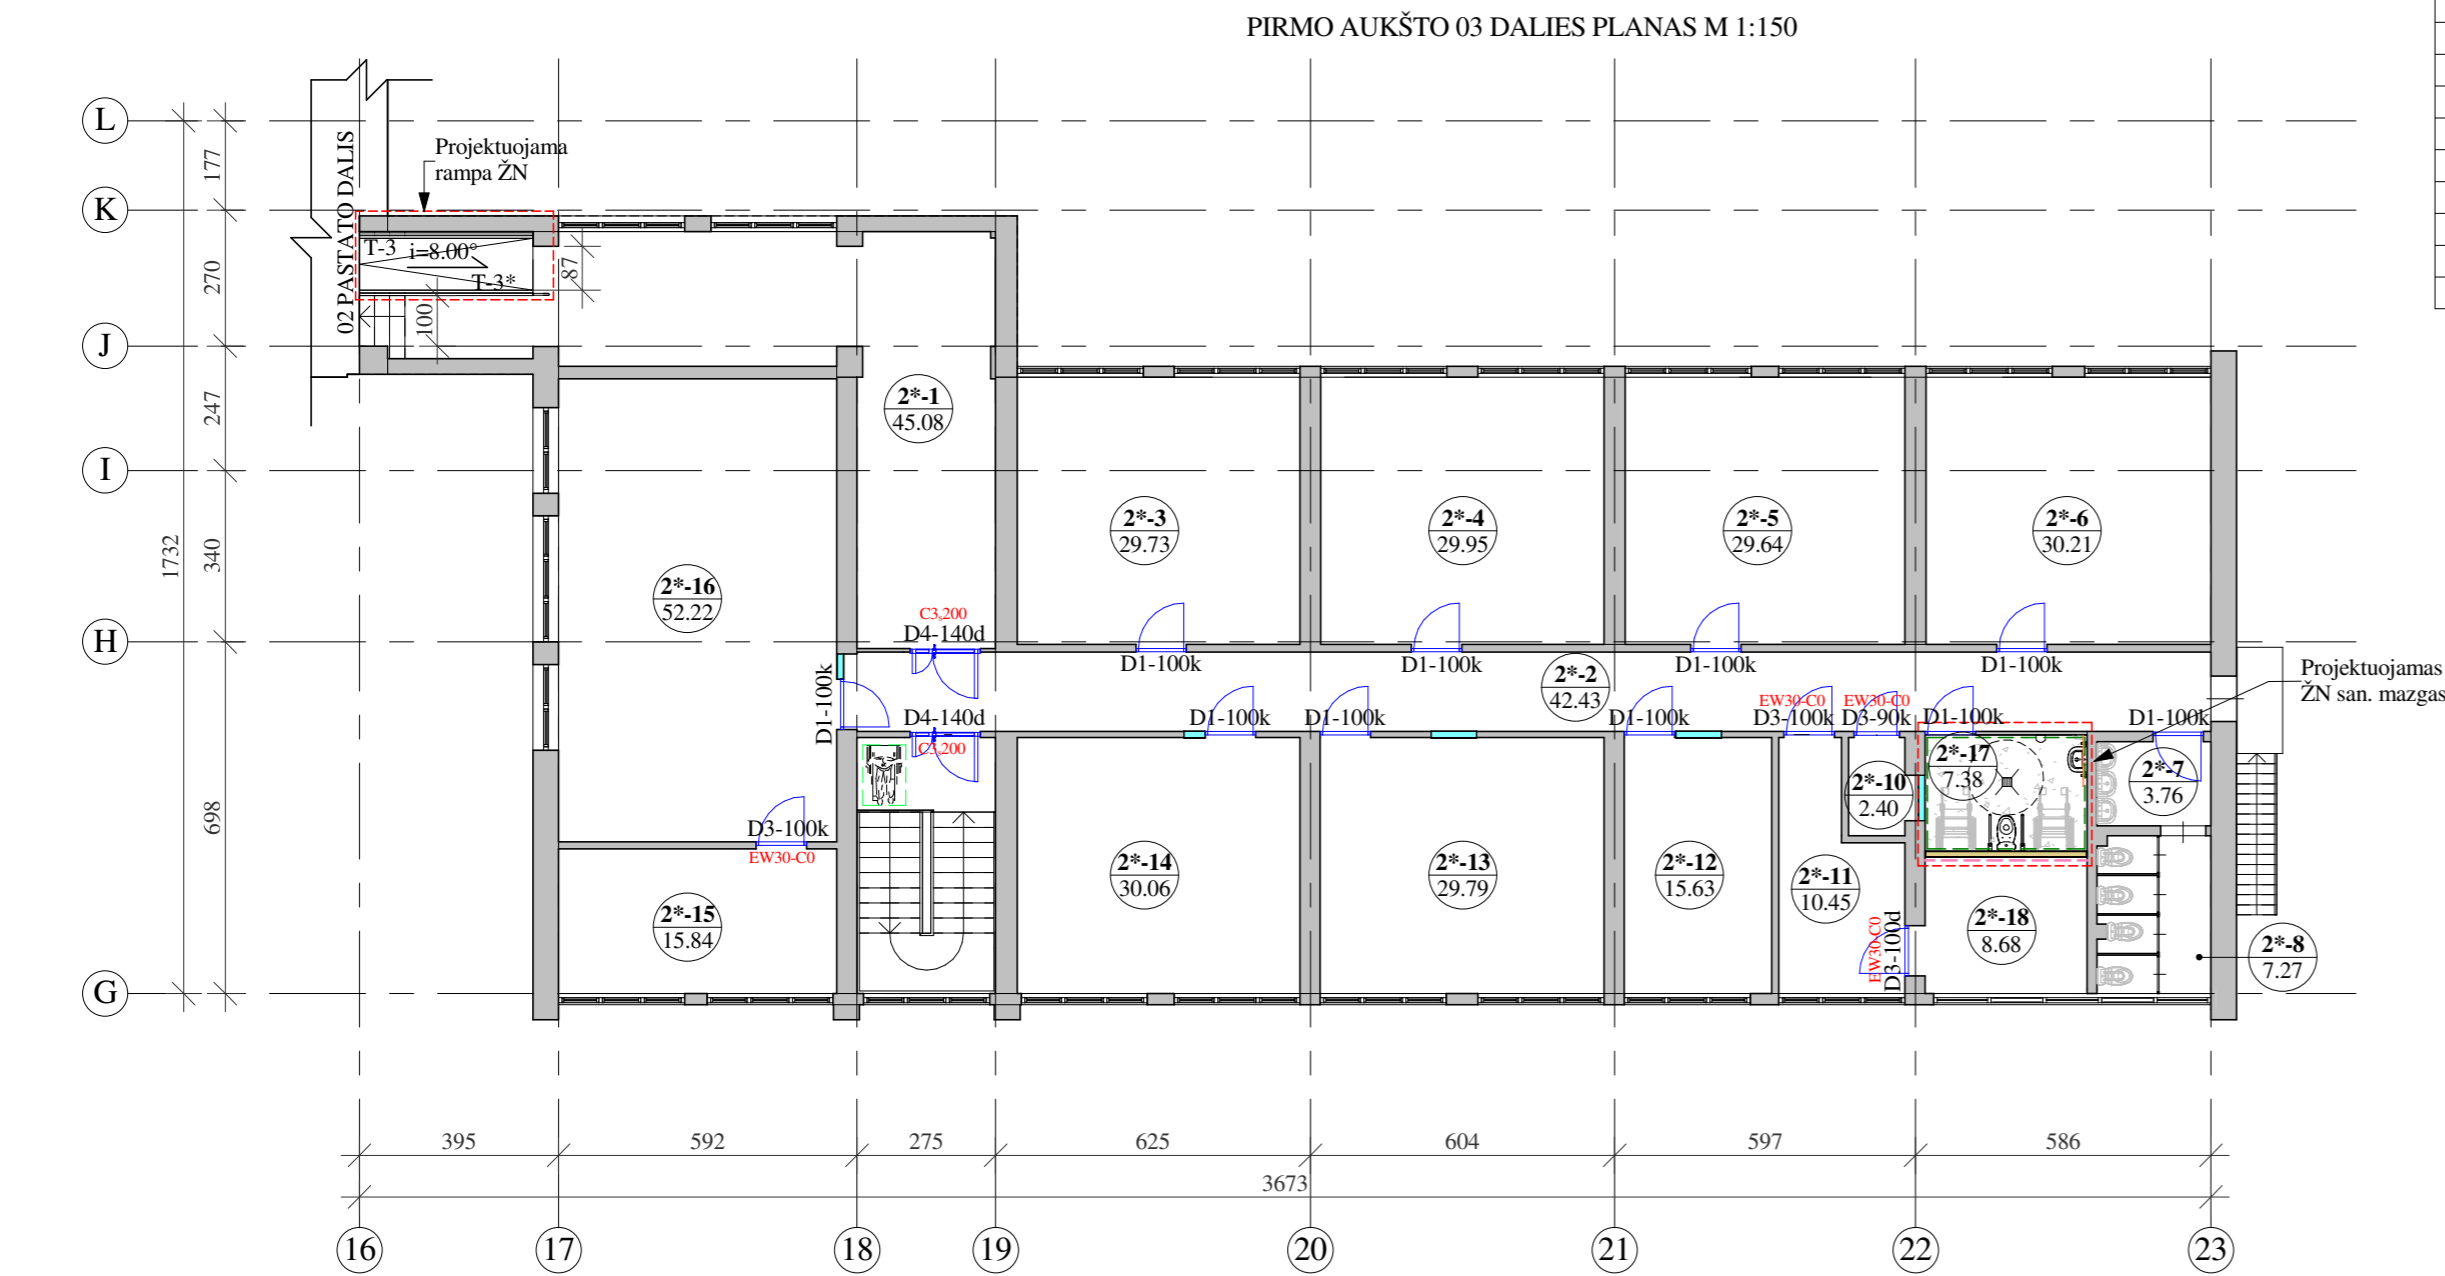 PIRMO AUKŠTO 03 DALIES PLANAS M 1:150
L
K
J
I
H
G
1732
177
270
247
340
698
02 PASTATO DALIS
Projektuojama
rampa ŽN
T-3
i=8.00°
T-3*
87
100
2*-1
45.08
2*-3
29.73
2*-4
29.95
2*-5
29.64
2*-6
30.21
2*-16
52.22
C3s200
D4-140d
D1-100k
D1-100k
D1-100k
D1-100k
D1-100k
2*-2
42.43
Projektuojamas
ŽN san. mazgas
D4-140d
C3s200
D1-100k
D1-100k
D1-100k
EW30-C0
D3-100k
EW30-C0
D3-90k
D1-100k
D1-100k
2*-17
7.38
2*-10
2.40
2*-7
3.76
D3-100k
EW30-C0
2*-15
15.84
2*-14
30.06
2*-13
29.79
2*-12
15.63
2*-11
10.45
EW30-C0
D3-100d
2*-18
8.68
2*-8
7.27
395
592
275
625
604
597
586
3673
16
17
18
19
20
21
22
23